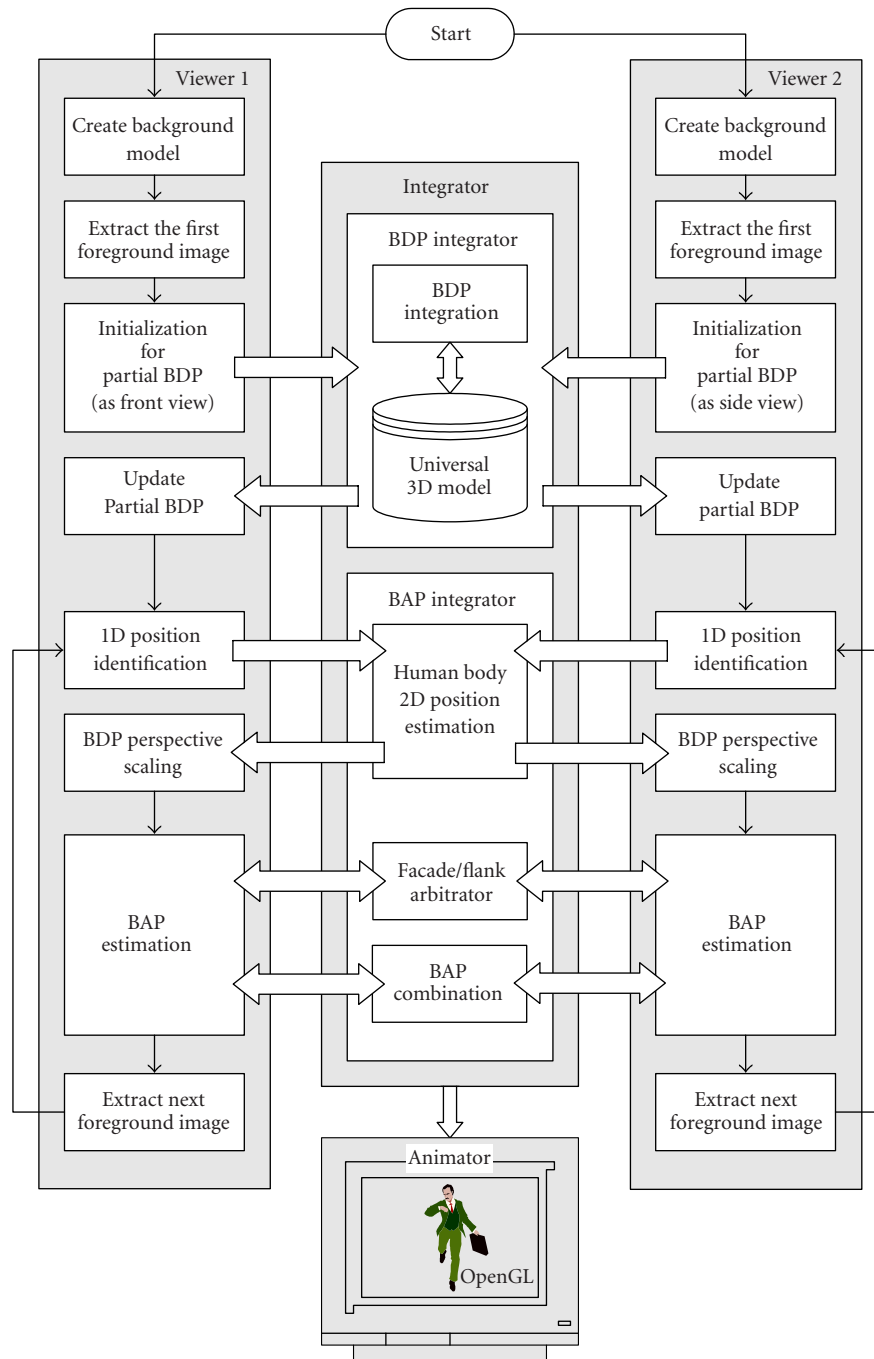 Start
Viewer 1
Create background
model
Extract the first
foreground image
Initialization
for
partial BDP
(as front view)
Update
Partial BDP
1D position
identification
BDP perspective
scaling
BAP
estimation
Extract next
foreground image
Integrator
BDP integrator
BDP
integration
Universal
3D model
BAP integrator
Human body
2D position
estimation
Facade/flank
arbitrator
BAP
combination
Animator
OpenGL
Viewer 2
Create background
model
Extract the first
foreground image
Initialization
for
partial BDP
(as side view)
Update
partial BDP
1D position
identification
BDP perspective
scaling
BAP
estimation
Extract next
foreground image